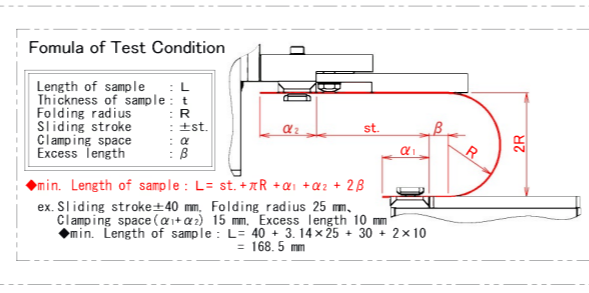 Fomula of Test Condition
Length of sample : L
Thickness of sample : t
Folding radius : R
Sliding stroke : ±st.
Clamping space : α
Excess length : β
α₂
st.
β
α₁
R
2R
◆min. Length of sample : L= st.+πR+α₁+α₂+2β
ex. Sliding stroke±40 mm, Folding radius 25 mm、
Clamping space(α₁+α₂) 15 mm, Excess length 10 mm
◆min. Length of sample : L= 40 + 3.14×25 + 30 + 2×10
= 168.5 mm